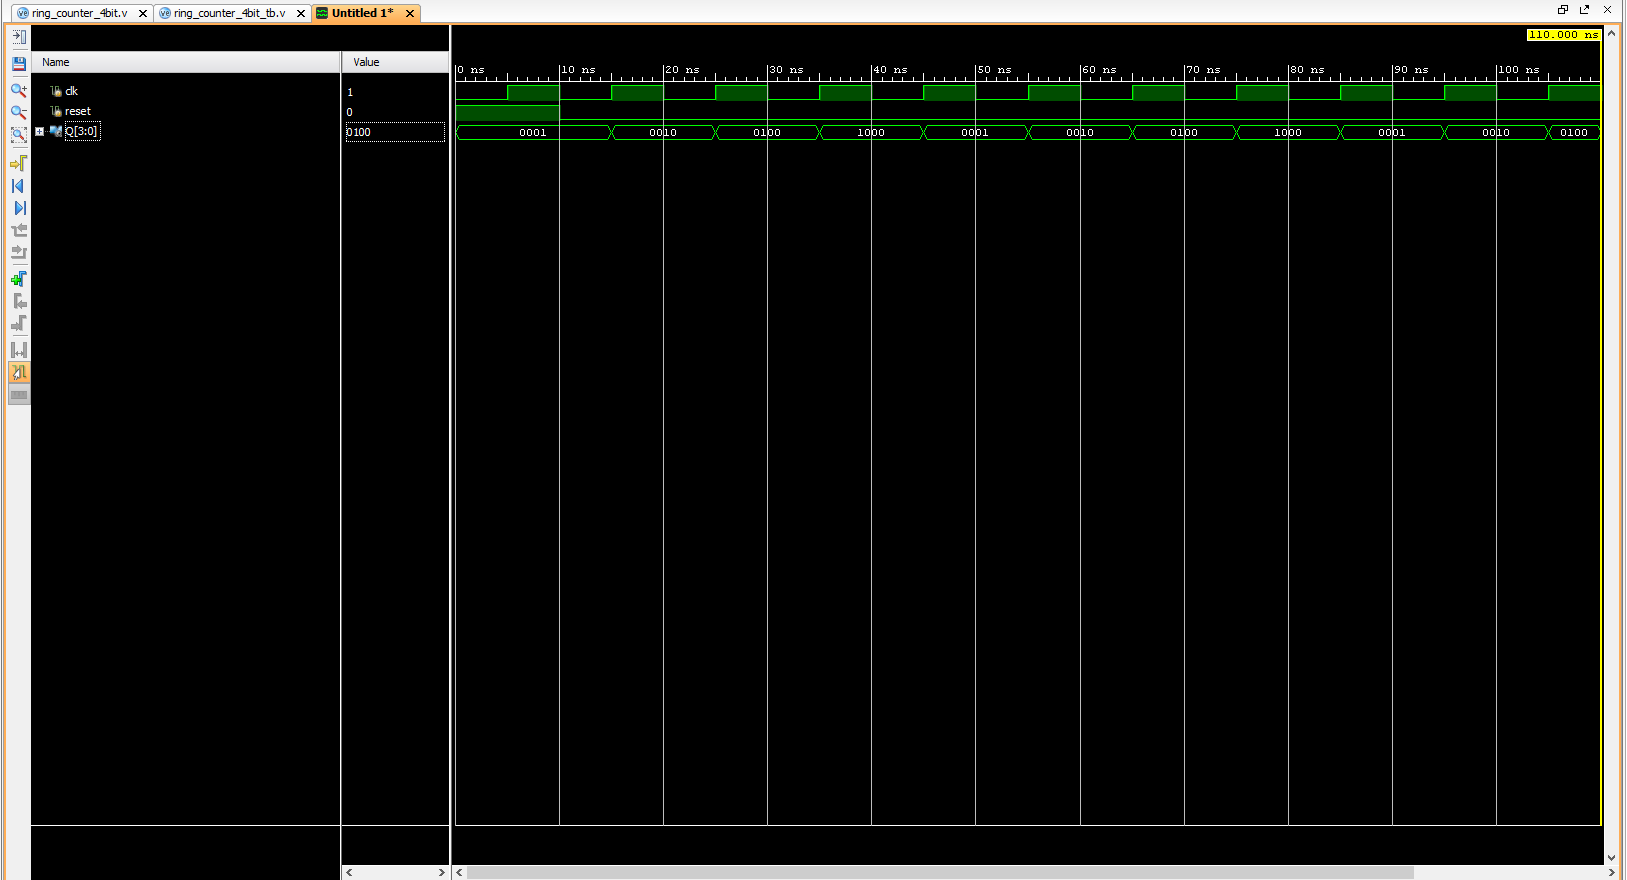 ring_counter_4bit.v ring_counter_4bit_tb.v Untitled 1*
110.000 ns
Name Value
0 ns 10 ns 20 ns 30 ns 40 ns 50 ns 60 ns 70 ns 80 ns 90 ns 100 ns
clk 1
reset 0
Q[3:0] 0100 0001 0010 0100 1000 0001 0010 0100 1000 0001 0010 0100